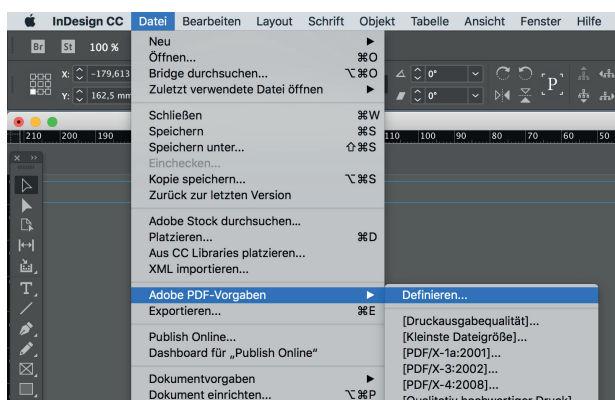 InDesign CC Datei Bearbeiten Layout Schrift Objekt Tabelle Ansicht Fenster Hilfe
Br St 100 %
X: -179,613
Y: 162,5 mm
0°
0°
P
210 200 190 110 100 90 80 70 60 50
Neu
Öffnen... ⌘O
Bridge durchsuchen... ⌥⌘O
Zuletzt verwendete Datei öffnen
Schließen ⌘W
Speichern ⌘S
Speichern unter... ⇧⌘S
Einchecken...
Kopie speichern... ⌥⌘S
Zurück zur letzten Version
Adobe Stock durchsuchen...
Platzieren... ⌘D
Aus CC Libraries platzieren...
XML importieren...
Adobe PDF-Vorgaben
Exportieren... ⌘E
Publish Online...
Dashboard für „Publish Online“
Dokumentvorgaben
Dokument einrichten... ⌥⌘P
Definieren...
[Druckausgabequalität]...
[Kleinste Dateigröße]...
[PDF/X-1a:2001]...
[PDF/X-3:2002]...
[PDF/X-4:2008]...
[Qualitativ hochwertiger Druck]